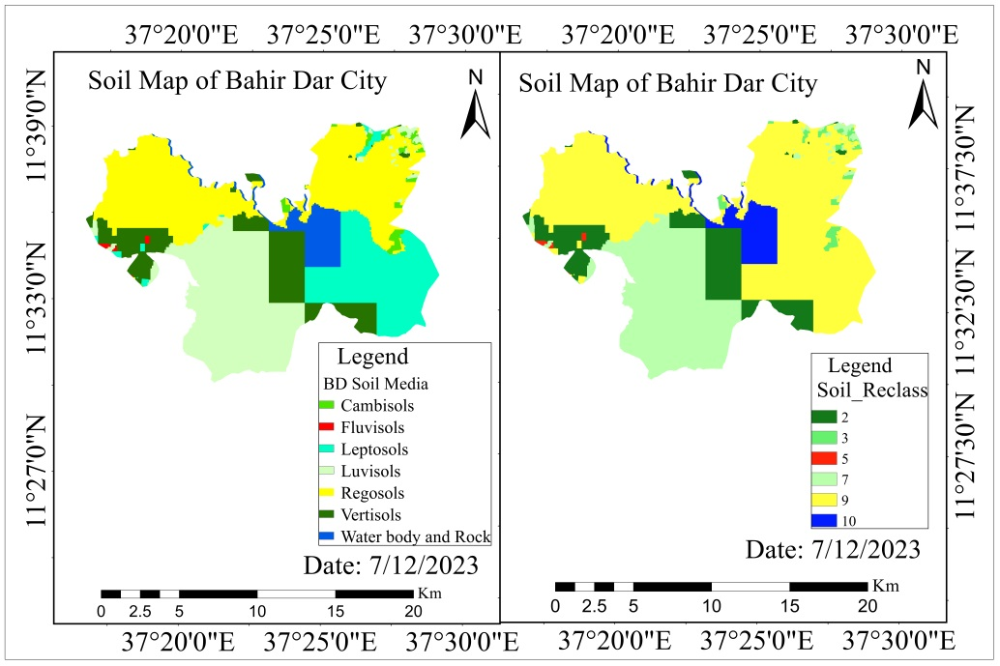 37°20'0"E 37°25'0"E 37°30'0"E
37°20'0"E 37°25'0"E 37°30'0"E
Soil Map of Bahir Dar City
N
11°39'0"N
11°33'0"N
11°27'0"N
Legend
BD Soil Media
Cambisols
Fluvisols
Leptosols
Luvisols
Regosols
Vertisols
Water body and Rock
Date: 7/12/2023
Km
0 2.5 5 10 15 20
37°20'0"E 37°25'0"E 37°30'0"E
Soil Map of Bahir Dar City
N
11°37'30"N
11°32'30"N
11°27'30"N
Legend
Soil_Reclass
2
3
5
7
9
10
Date: 7/12/2023
Km
0 2.5 5 10 15 20
37°20'0"E 37°25'0"E 37°30'0"E